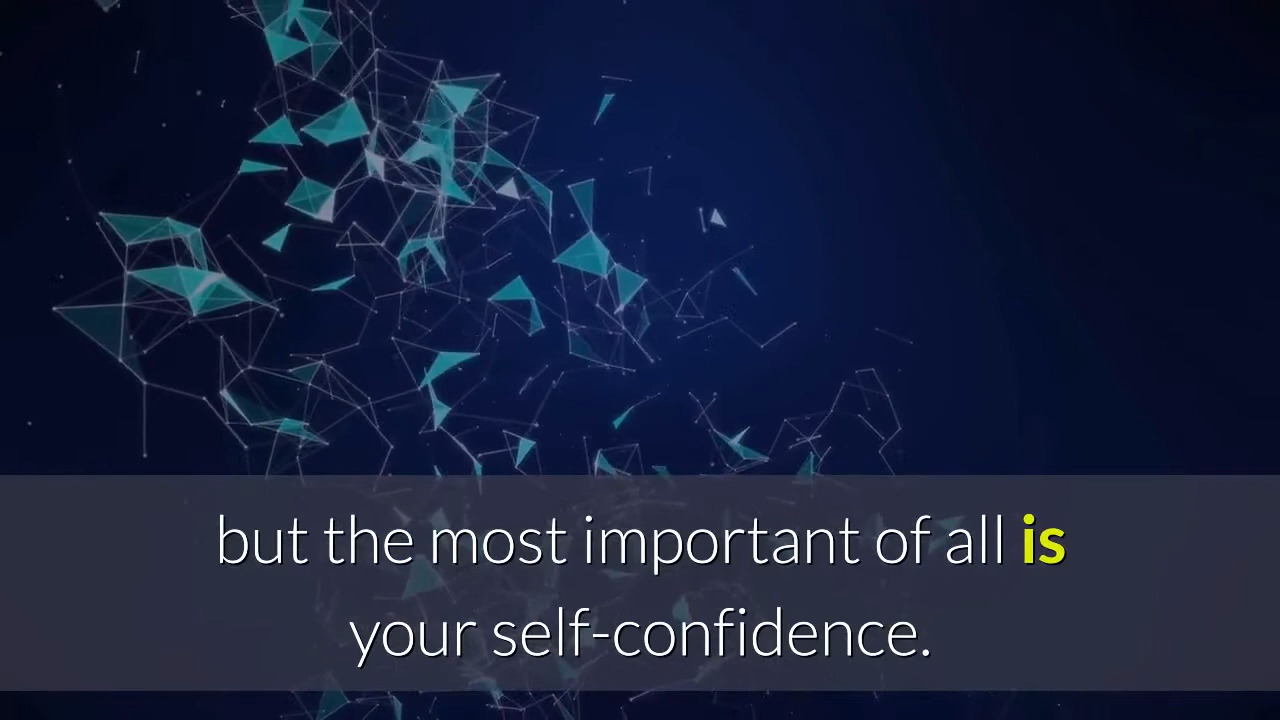 but the most important of all is
your self-confidence.